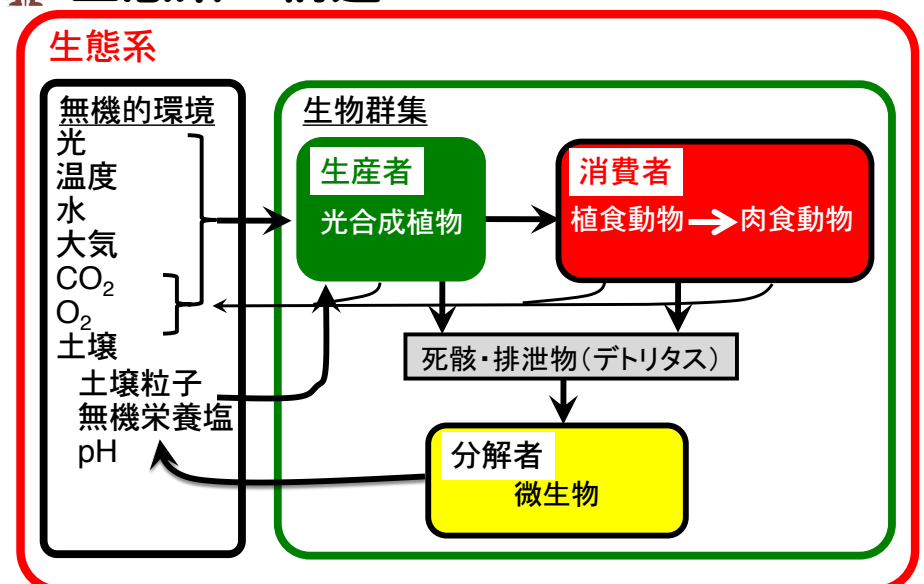 生態系
無機的環境
光
温度
水
大気
CO₂
O₂
土壌
土壌粒子
無機栄養塩
pH
生物群集
生産者
光合成植物
消費者
植食動物
肉食動物
死骸・排泄物(デトリタス)
分解者
微生物